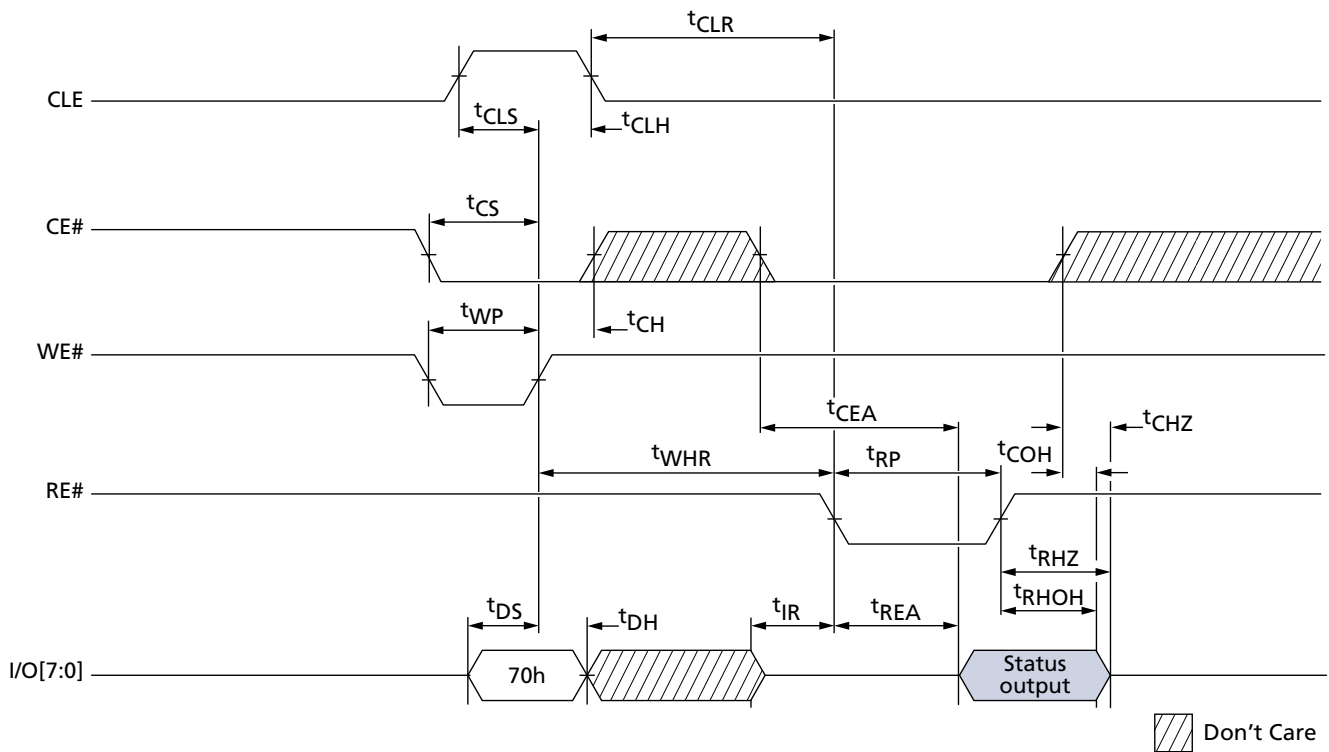 tCLR
CLE
tCLS
tCLH
tCS
CE#
tWP
tCH
WE#
tCEA
tCHZ
tWHR
tRP
tCOH
RE#
tRHZ
tRHOH
tDS
tDH
tIR
tREA
I/O[7:0]
70h
Status
output
Don't Care